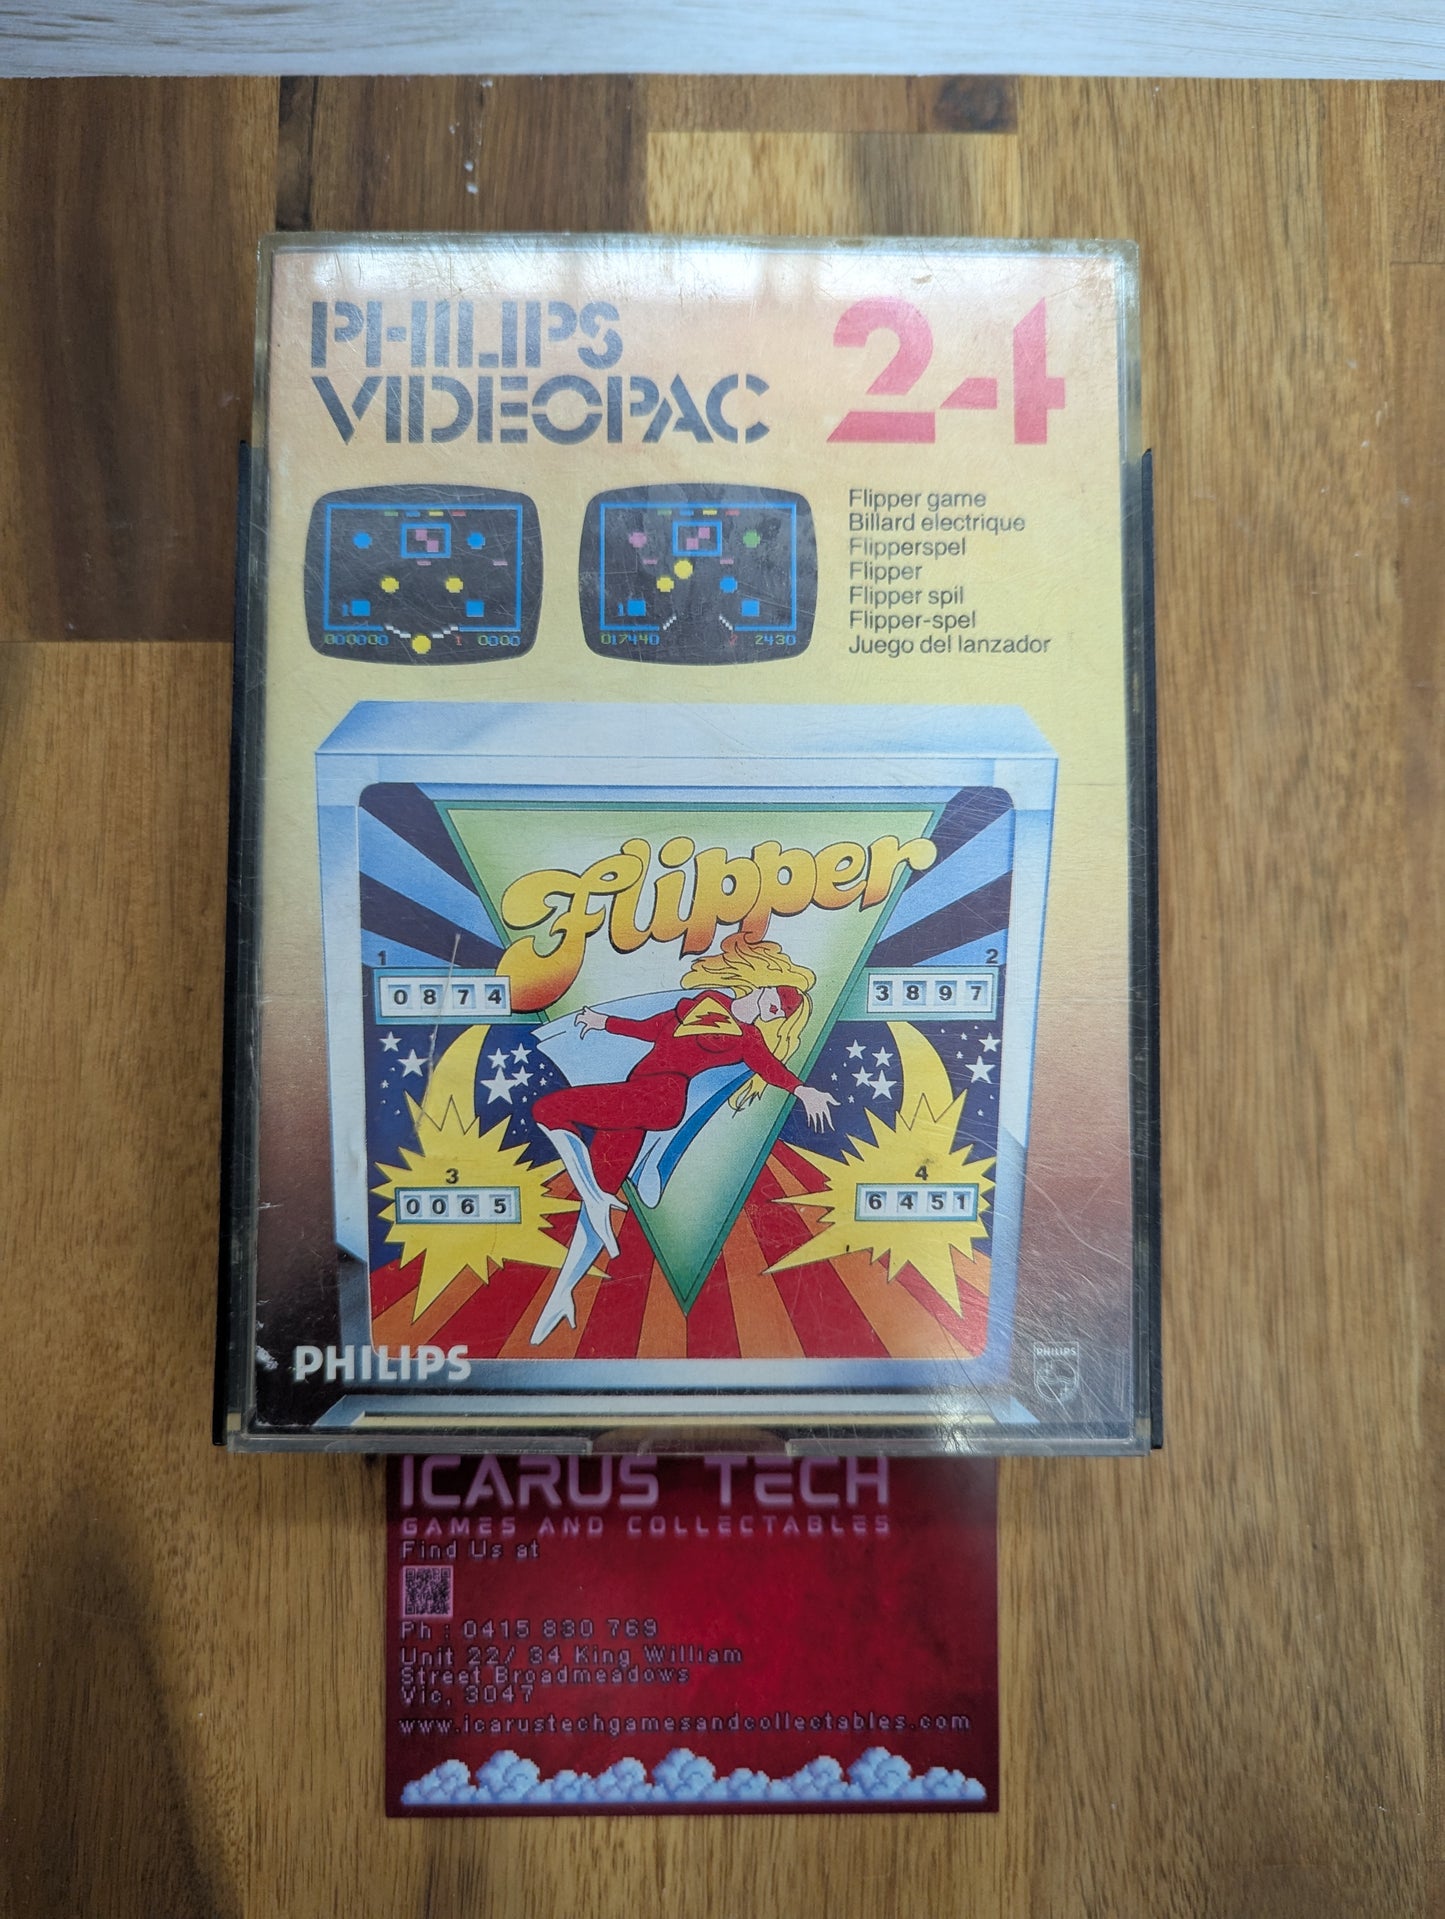 PHILIPS
VIDEOPAC
24
000000 1 0000
017440 2 2430
Flipper game
Billard electrique
Flipperspel
Flipper
Flipper spil
Flipper-spel
Juego del lanzador
Flipper
1
0874
2
3897
3
0065
4
6451
PHILIPS
PHILIPS
ICARUS TECH
GAMES AND COLLECTABLES
Find Us at
Ph : 0415 830 769
Unit 22/ 34 King William
Street Broadmeadows
Vic, 3047
www.icarustechgamesandcollectables.com